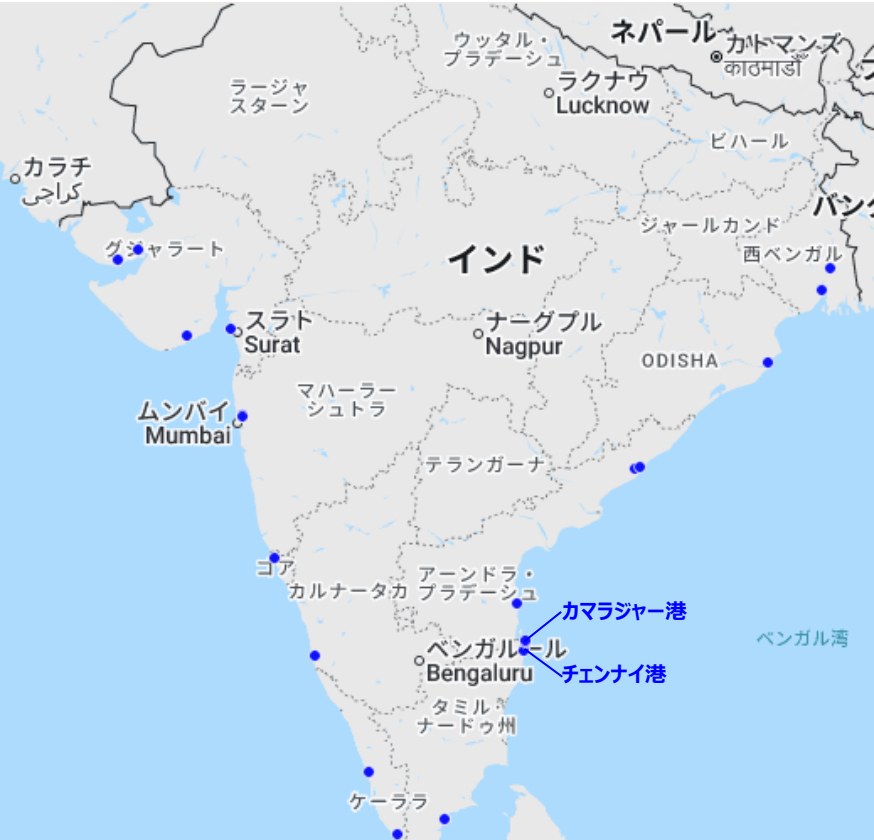 ネパール
カトマンズ
काठमाडौं
ウッタル・
プラデーシュ
ラクナウ
Lucknow
ラージャ
スターン
ビハール
カラチ
کراچی
バン
ジャールカンド
西ベンガル
グジャラート
インド
スラト
Surat
ナーグプル
Nagpur
ODISHA
マハーラー
シュトラ
ムンバイ
Mumbai
テランガーナ
ゴア
カルナータカ
アーンドラ・
プラデーシュ
カマラジャー港
ベンガル湾
ベンガルール
Bengaluru
チェンナイ港
タミル・
ナードゥ州
ケーララ